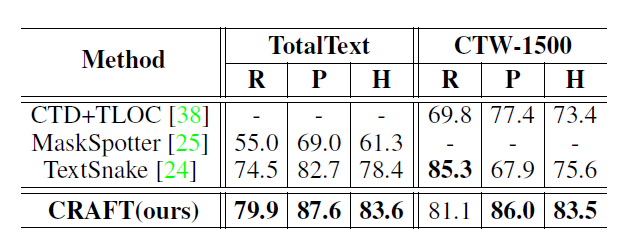 Method TotalText CTW-1500
R P H R P H
CTD+TLOC [38] - - - 69.8 77.4 73.4
MaskSpotter [25] 55.0 69.0 61.3 - - -
TextSnake [24] 74.5 82.7 78.4 85.3 67.9 75.6
CRAFT(ours) 79.9 87.6 83.6 81.1 86.0 83.5